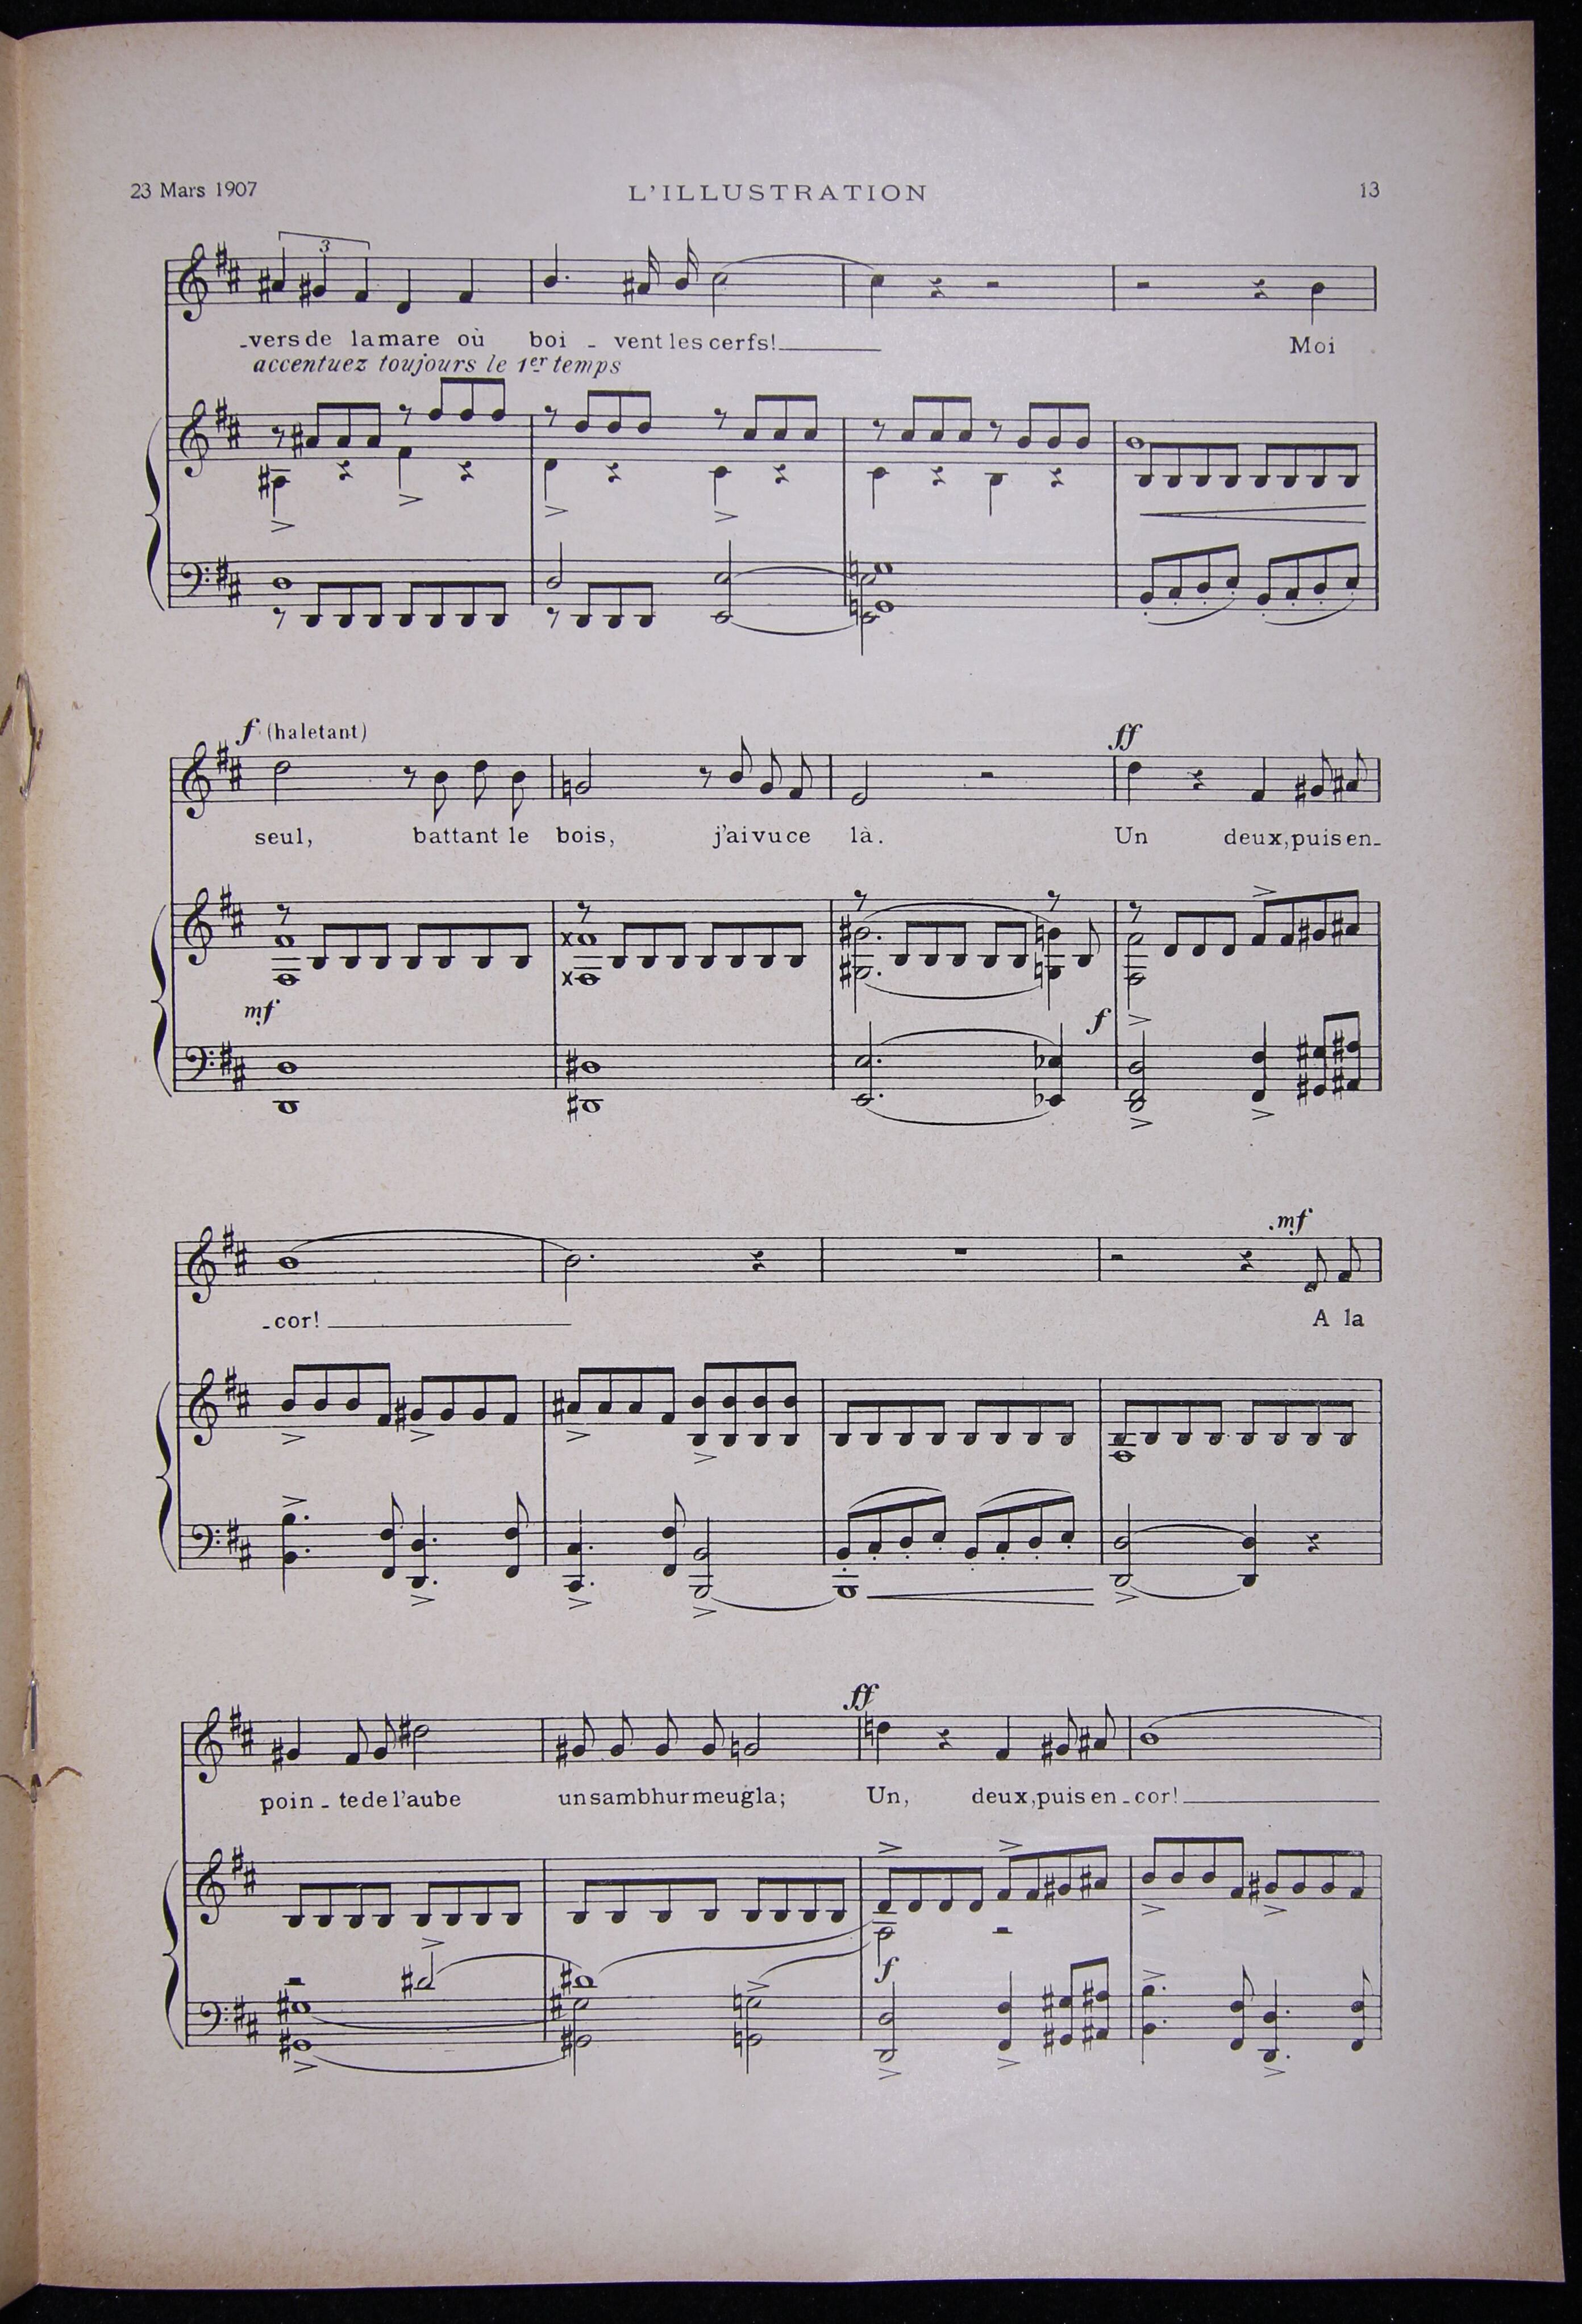 23 Mars 1907 L'ILLUSTRATION 13
3
-vers de la mare où boi - vent les cerfs! Moi
accentuez toujours le 1er temps
f (haletant) ff
seul, battant le bois, j'ai vu ce là. Un deux, puis en-
mf f
mf
-cor! A la
ff
poin - te de l'aube un sambhur meugla; Un, deux, puis en - cor!
f